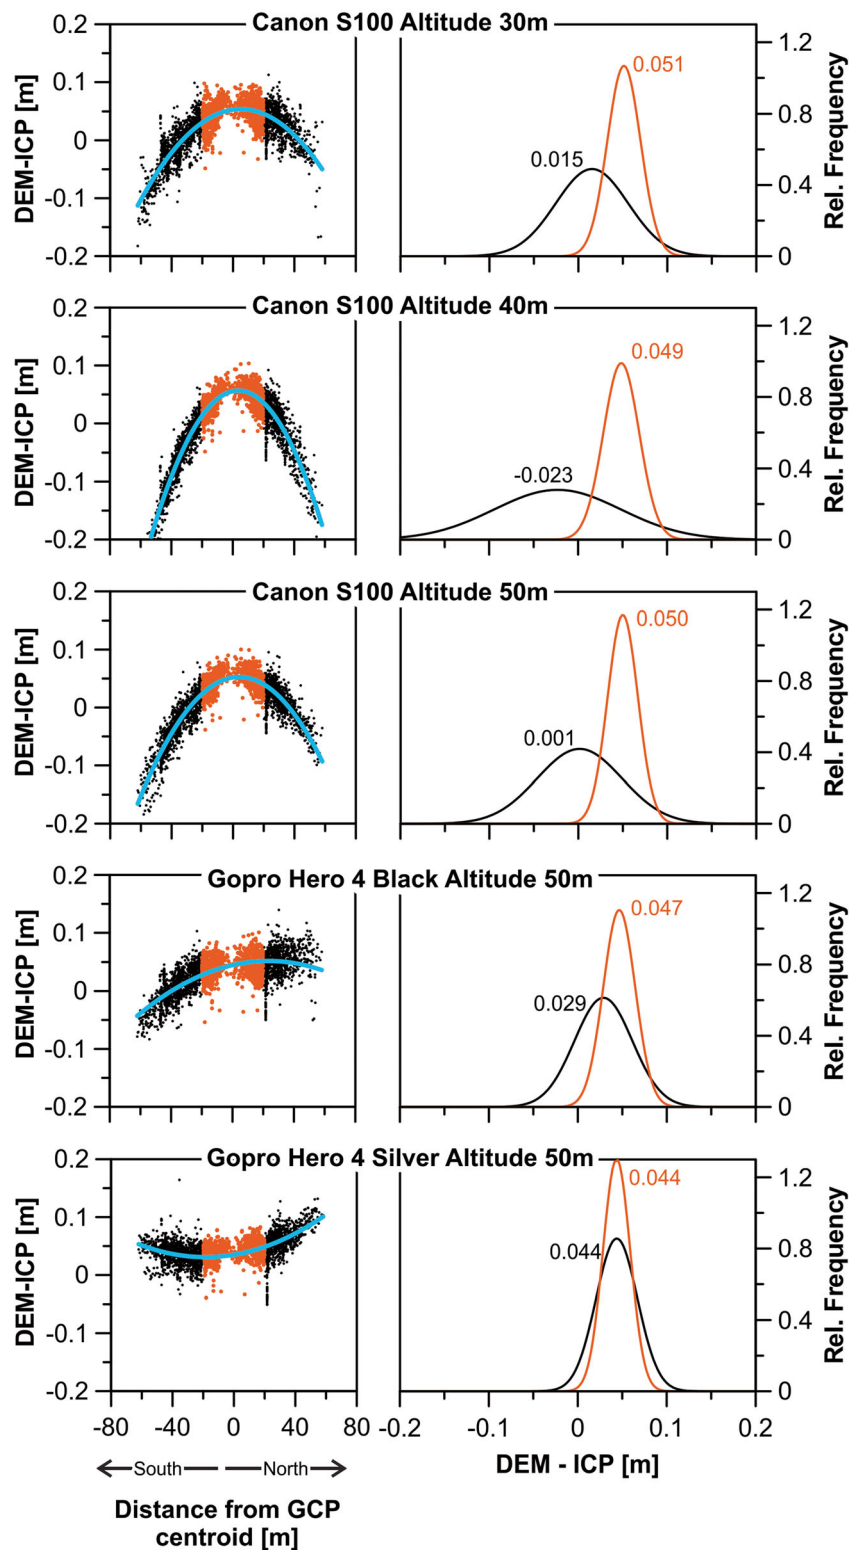 Canon S100 Altitude 30m
DEM-ICP [m]
0.2
0.1
0
-0.1
-0.2
0.015
0.051
1.2
0.8
0.4
0
Rel. Frequency
Canon S100 Altitude 40m
DEM-ICP [m]
0.2
0.1
0
-0.1
-0.2
-0.023
0.049
1.2
0.8
0.4
0
Rel. Frequency
Canon S100 Altitude 50m
DEM-ICP [m]
0.2
0.1
0
-0.1
-0.2
0.001
0.050
1.2
0.8
0.4
0
Rel. Frequency
Gopro Hero 4 Black Altitude 50m
DEM-ICP [m]
0.2
0.1
0
-0.1
-0.2
0.029
0.047
1.2
0.8
0.4
0
Rel. Frequency
Gopro Hero 4 Silver Altitude 50m
DEM-ICP [m]
0.2
0.1
0
-0.1
-0.2
0.044
0.044
1.2
0.8
0.4
0
Rel. Frequency
-80 -40 0 40 80
South North
Distance from GCP
centroid [m]
-0.2 -0.1 0 0.1 0.2
DEM - ICP [m]